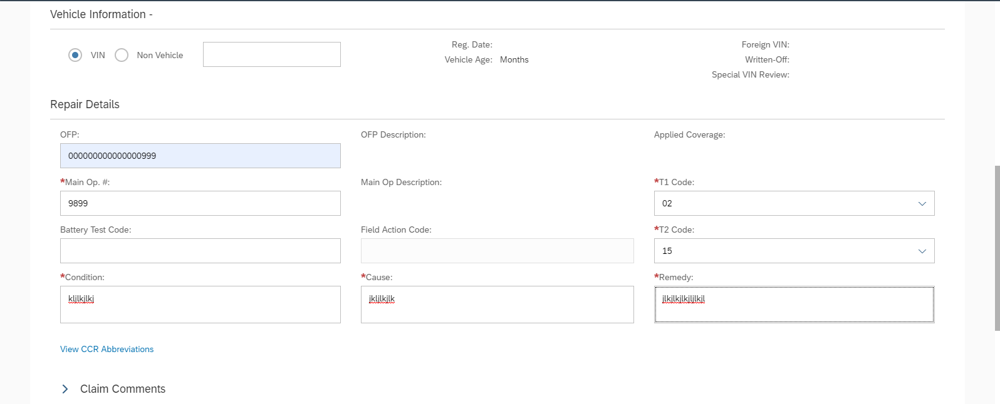 Vehicle Information -
VIN Non Vehicle
Reg. Date:
Vehicle Age: Months
Foreign VIN:
Written-Off:
Special VIN Review:
Repair Details
OFP: OFP Description: Applied Coverage:
000000000000000999
*Main Op. #: Main Op Description: *T1 Code:
9899 02
Battery Test Code: Field Action Code: *T2 Code:
15
*Condition: *Cause: *Remedy:
kljlkjlkj jkljlkjlk jlkjlkjlkjljlkjl
View CCR Abbreviations
Claim Comments